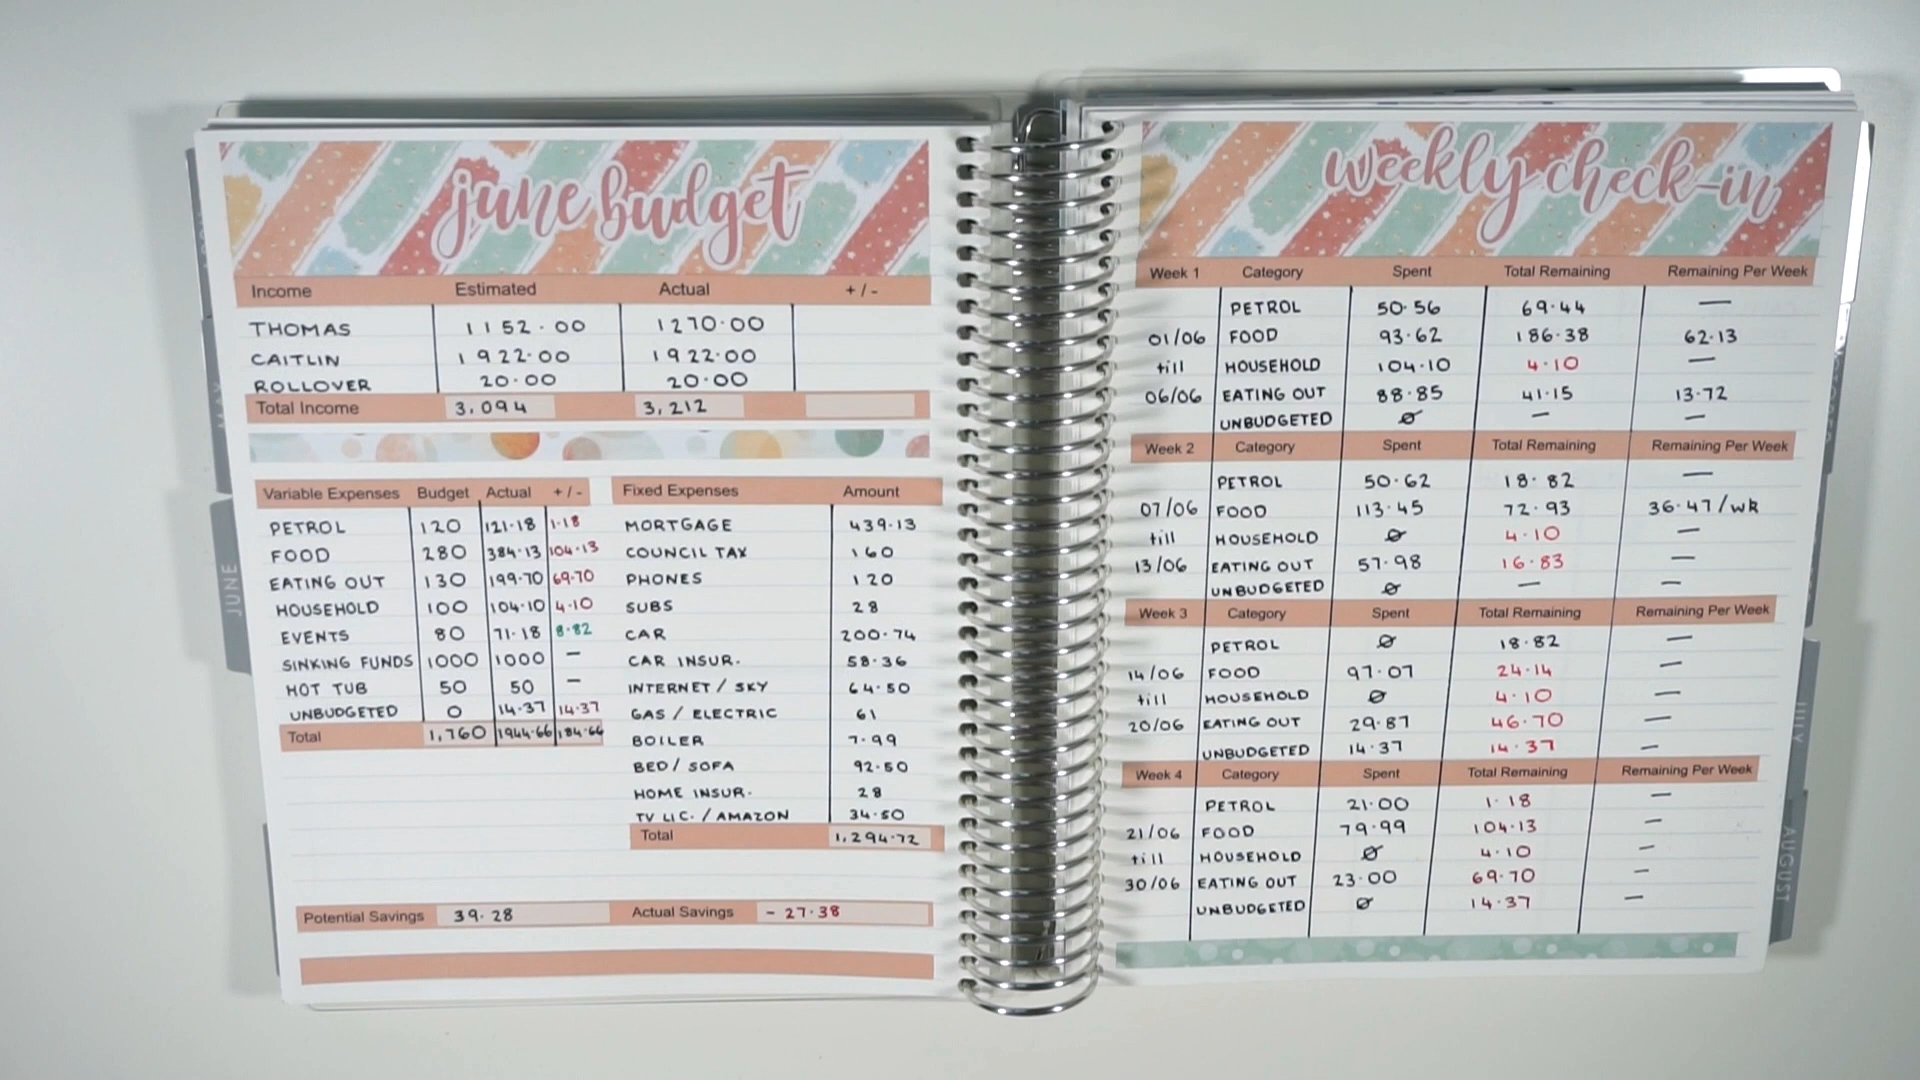 june budget
Income Estimated Actual + / -
THOMAS 1152.00 1270.00
CAITLIN 1922.00 1922.00
ROLLOVER 20.00 20.00
Total Income 3,094 3,212
Variable Expenses Budget Actual + / -
PETROL 120 121.18 1.18
FOOD 280 384.13 104.13
EATING OUT 130 199.70 69.70
HOUSEHOLD 100 104.10 4.10
EVENTS 80 71.18 8.82
SINKING FUNDS 1000 1000 —
HOT TUB 50 50 —
UNBUDGETED 0 14.37 14.37
Total 1,760 1944.66 184.66
Fixed Expenses Amount
MORTGAGE 439.13
COUNCIL TAX 160
PHONES 120
SUBS 28
CAR 200.74
CAR INSUR. 58.36
INTERNET / SKY 64.50
GAS / ELECTRIC 61
BOILER 7.99
BED / SOFA 92.50
HOME INSUR. 28
TV LIC. / AMAZON 34.50
Total 1,294.72
Potential Savings 39.28 Actual Savings - 27.38
JUNE
weekly check-in
Week 1 Category Spent Total Remaining Remaining Per Week
PETROL 50.56 69.44 —
01/06 FOOD 93.62 186.38 62.13
till HOUSEHOLD 104.10 4.10 —
06/06 EATING OUT 88.85 41.15 13.72
UNBUDGETED Ø — —
Week 2 Category Spent Total Remaining Remaining Per Week
PETROL 50.62 18.82 —
07/06 FOOD 113.45 72.93 36.47/WK
till HOUSEHOLD Ø 4.10 —
13/06 EATING OUT 57.98 16.83 —
UNBUDGETED Ø — —
Week 3 Category Spent Total Remaining Remaining Per Week
PETROL Ø 18.82 —
14/06 FOOD 97.07 24.14 —
till HOUSEHOLD Ø 4.10 —
20/06 EATING OUT 29.87 46.70 —
UNBUDGETED 14.37 14.37 —
Week 4 Category Spent Total Remaining Remaining Per Week
PETROL 21.00 1.18 —
21/06 FOOD 79.99 104.13 —
till HOUSEHOLD Ø 4.10 —
30/06 EATING OUT 23.00 69.70 —
UNBUDGETED Ø 14.37 —
JULY
AUGUST